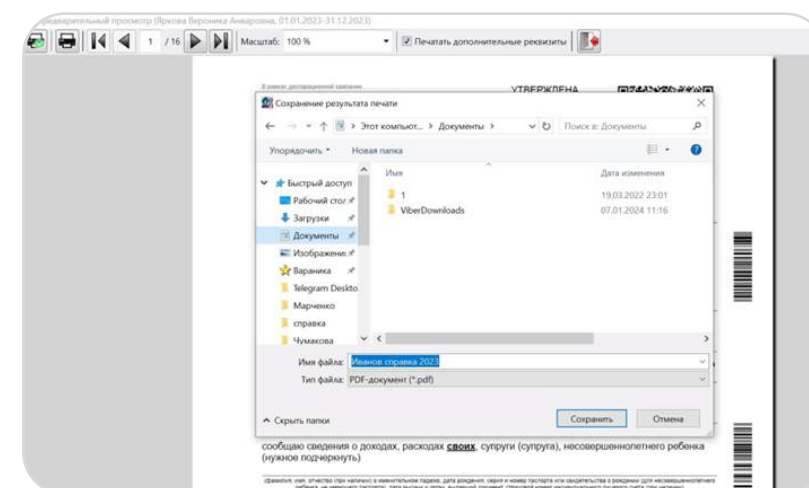 редварительный просмотр (Яркова Вероника Анваровна, 01.01.2023-31.12.2023)
1 / 16 Масштаб: 100 % Печатать дополнительные реквизиты
УТВЕРЖДЕНА
Сохранение результата печати
Этот компьют... > Документы > Поиск в: Документы
Упорядочить Новая папка
Имя Дата изменения
Быстрый доступ
1 19.03.2022 23:01
Рабочий стол
ViberDownloads 07.01.2024 11:16
Загрузки
Документы
Изображени:
Вараника
Telegram Deskto
Марченко
справка
Чумакова
Имя файла: Иванов справка 2023
Тип файла: PDF-документ (*.pdf)
Скрыть папки Сохранить Отмена
сообщаю сведения о доходах, расходах своих, супруги (супруга), несовершеннолетнего ребенка
(нужное подчеркнуть)